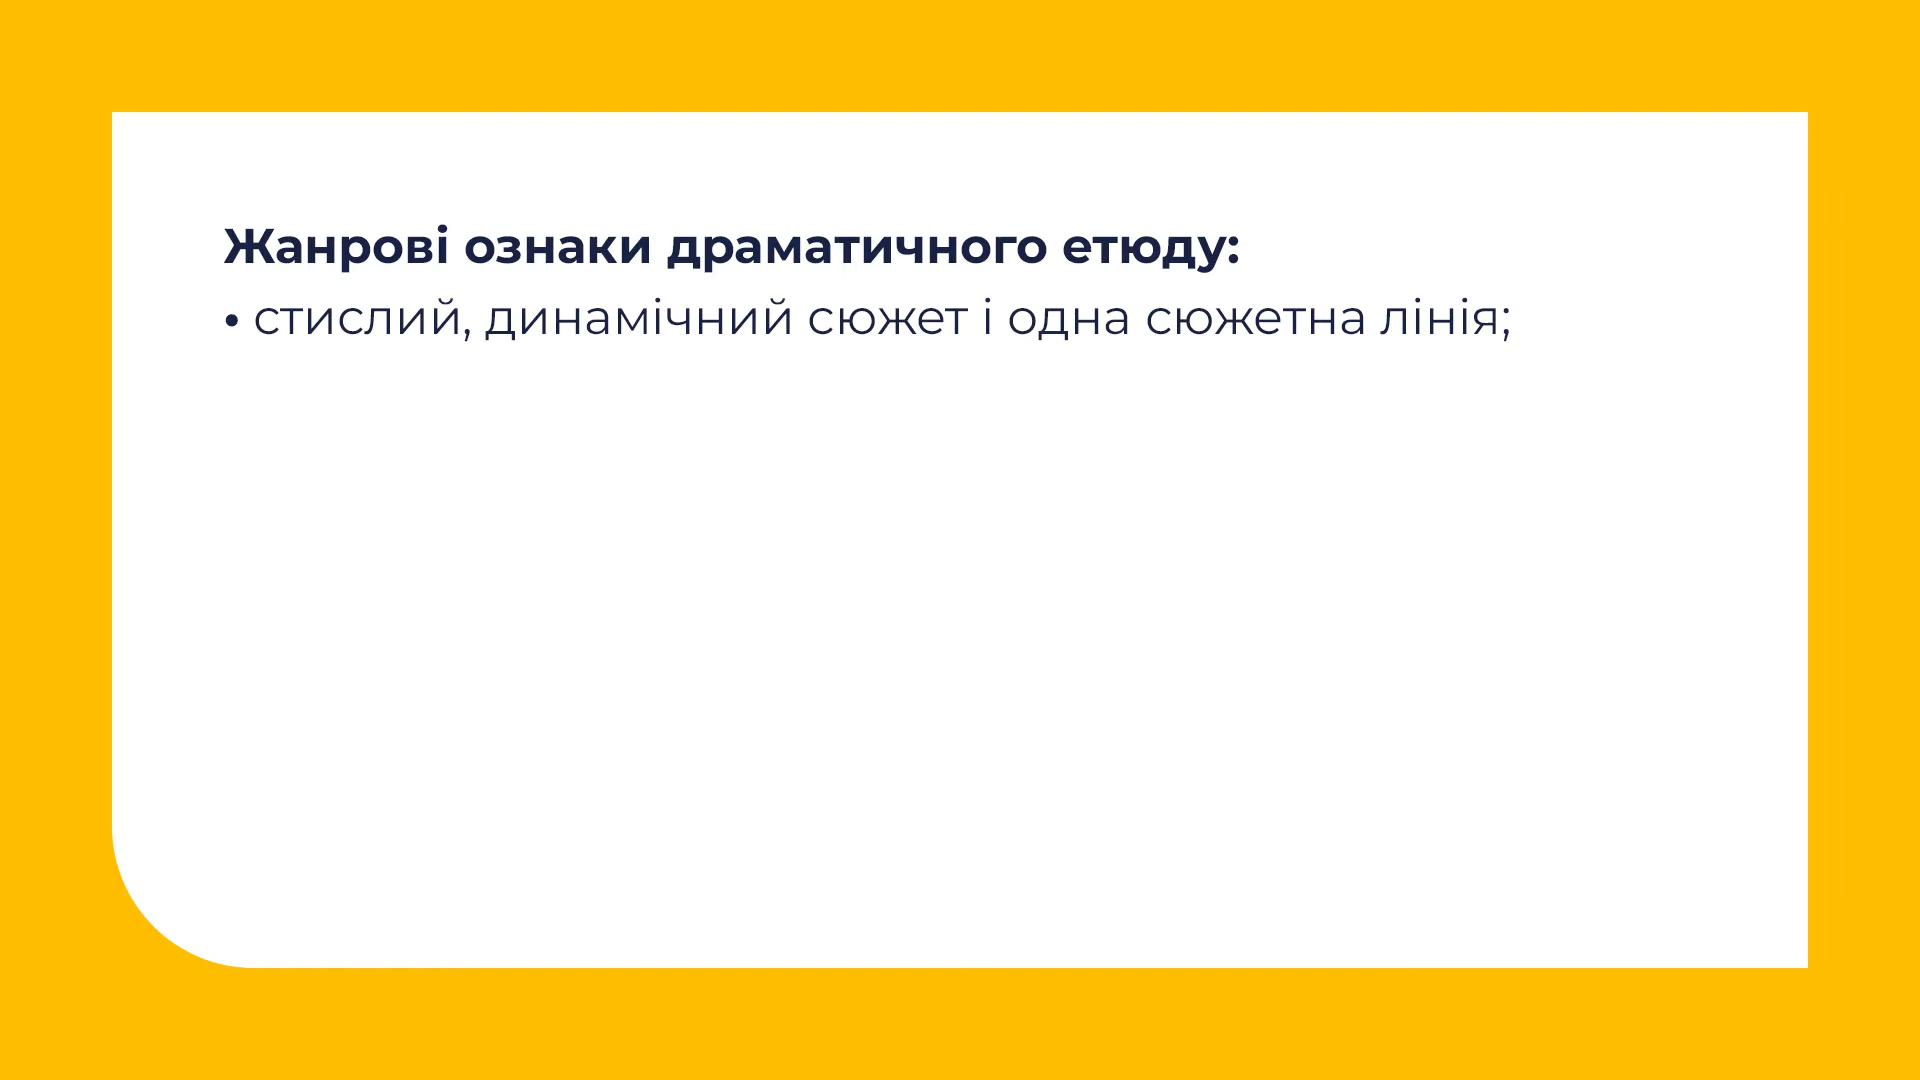 Жанрові ознаки драматичного етюду:
• стислий, динамічний сюжет і одна сюжетна лінія;